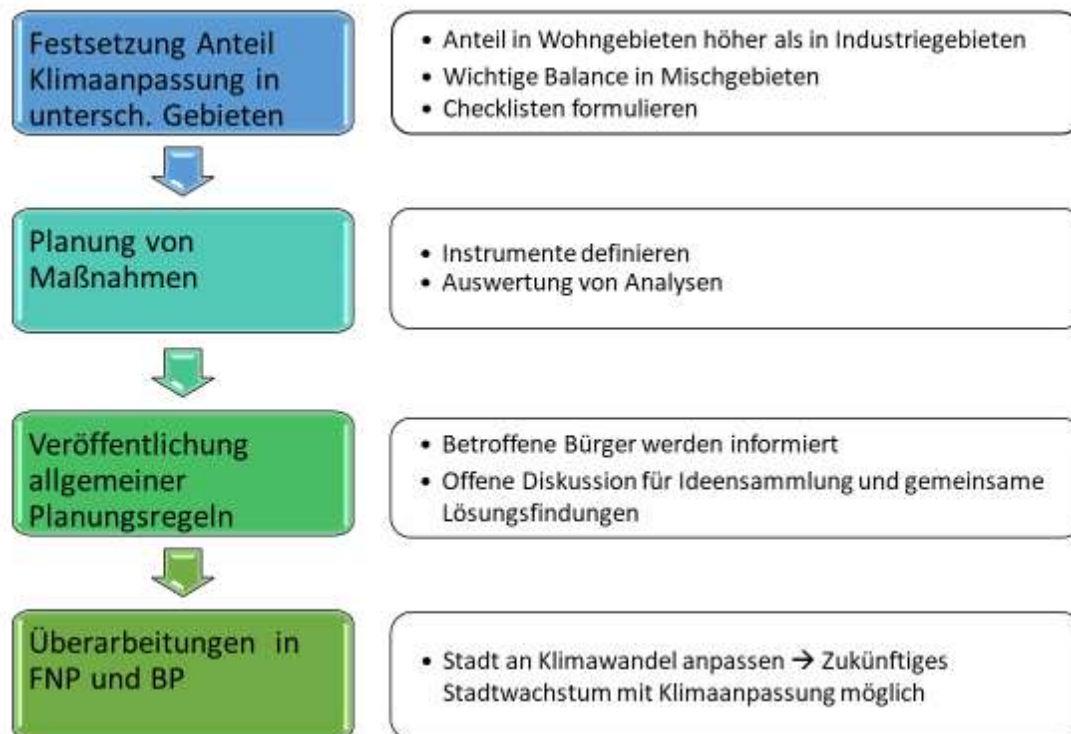 Festsetzung Anteil
Klimaanpassung in
untersch. Gebieten
• Anteil in Wohngebieten höher als in Industriegebieten
• Wichtige Balance in Mischgebieten
• Checklisten formulieren
Planung von
Maßnahmen
• Instrumente definieren
• Auswertung von Analysen
Veröffentlichung
allgemeiner
Planungsregeln
• Betroffene Bürger werden informiert
• Offene Diskussion für Ideensammlung und gemeinsame
Lösungsfindungen
Überarbeitungen in
FNP und BP
• Stadt an Klimawandel anpassen → Zukünftiges
Stadtwachstum mit Klimaanpassung möglich